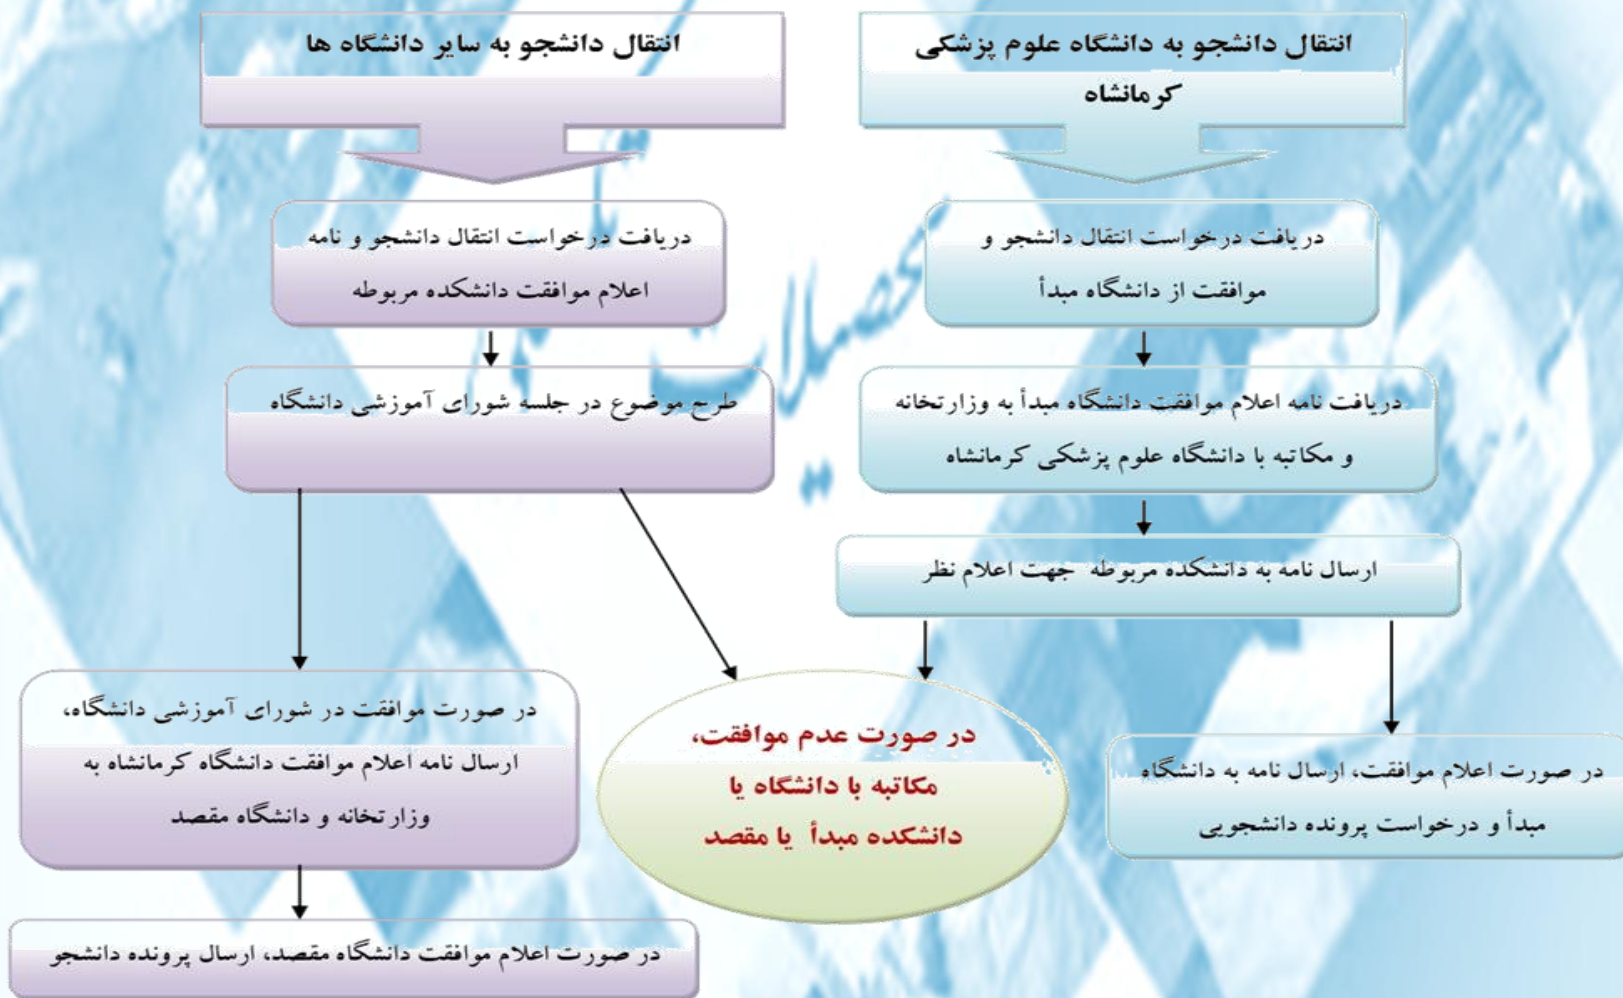 انتقال دانشجو به دانشگاه علوم پزشکی
کرمانشاه
دریافت درخواست انتقال دانشجو و
موافقت از دانشگاه مبدأ
دریافت نامه اعلام موافقت دانشگاه مبدأ به وزارتخانه
و مکاتبه با دانشگاه علوم پزشکی کرمانشاه
ارسال نامه به دانشکده مربوطه جهت اعلام نظر
در صورت اعلام موافقت، ارسال نامه به دانشگاه
مبدأ و درخواست پرونده دانشجویی
انتقال دانشجو به سایر دانشگاه ها
دریافت درخواست انتقال دانشجو و نامه
اعلام موافقت دانشکده مربوطه
طرح موضوع در جلسه شورای آموزشی دانشگاه
در صورت عدم موافقت،
مکاتبه با دانشگاه یا
دانشکده مبدأ یا مقصد
در صورت موافقت در شورای آموزشی دانشگاه،
ارسال نامه اعلام موافقت دانشگاه کرمانشاه به
وزارتخانه و دانشگاه مقصد
در صورت اعلام موافقت دانشگاه مقصد، ارسال پرونده دانشجو
تحصیلات